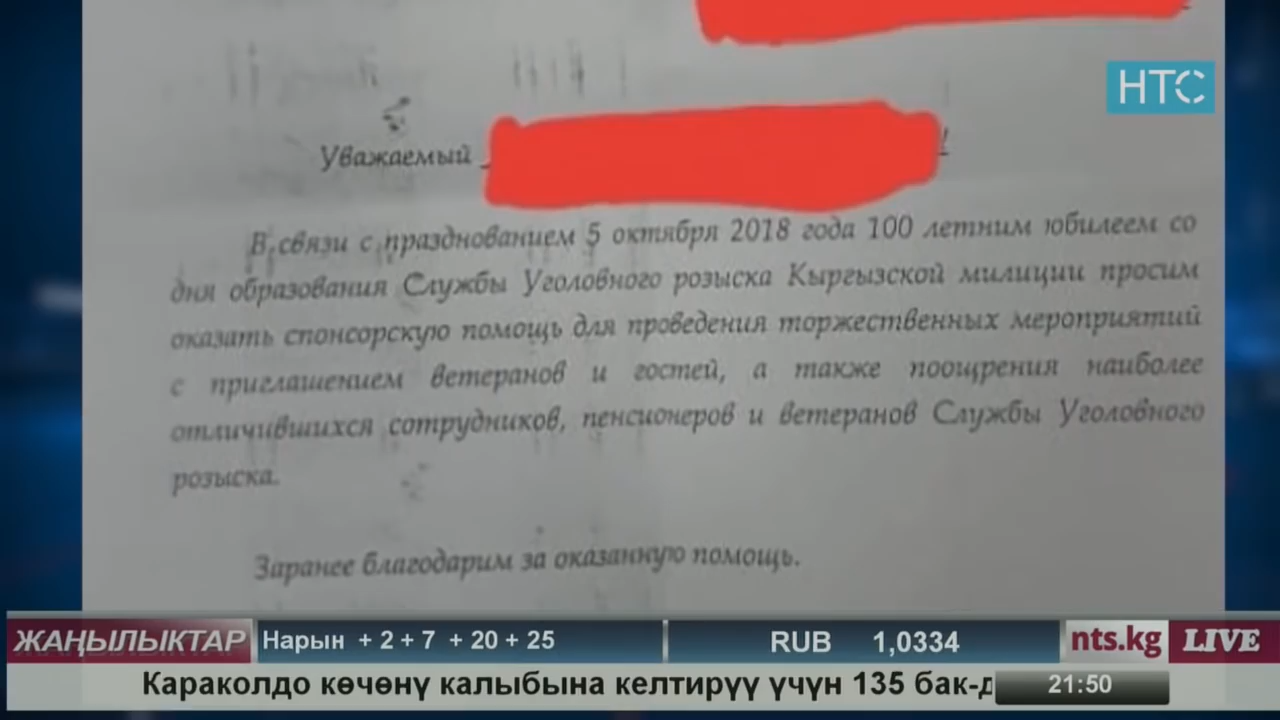 НТС
Уважаемый !
В связи с празднованием 5 октября 2018 года 100 летним юбилеем со
дня образования Службы Уголовного розыска Кыргызской милиции просим
оказать спонсорскую помощь для проведения торжественных мероприятий
с приглашением ветеранов и гостей, а также поощрения наиболее
отличившихся сотрудников, пенсионеров и ветеранов Службы Уголовного
розыска.
Заранее благодарим за оказанную помощь.
ЖАҢЫЛЫКТАР Нарын + 2 + 7 + 20 + 25 RUB 1,0334 nts.kg LIVE
Караколдо көчөнү калыбына келтирүү үчүн 135 бак-д 21:50